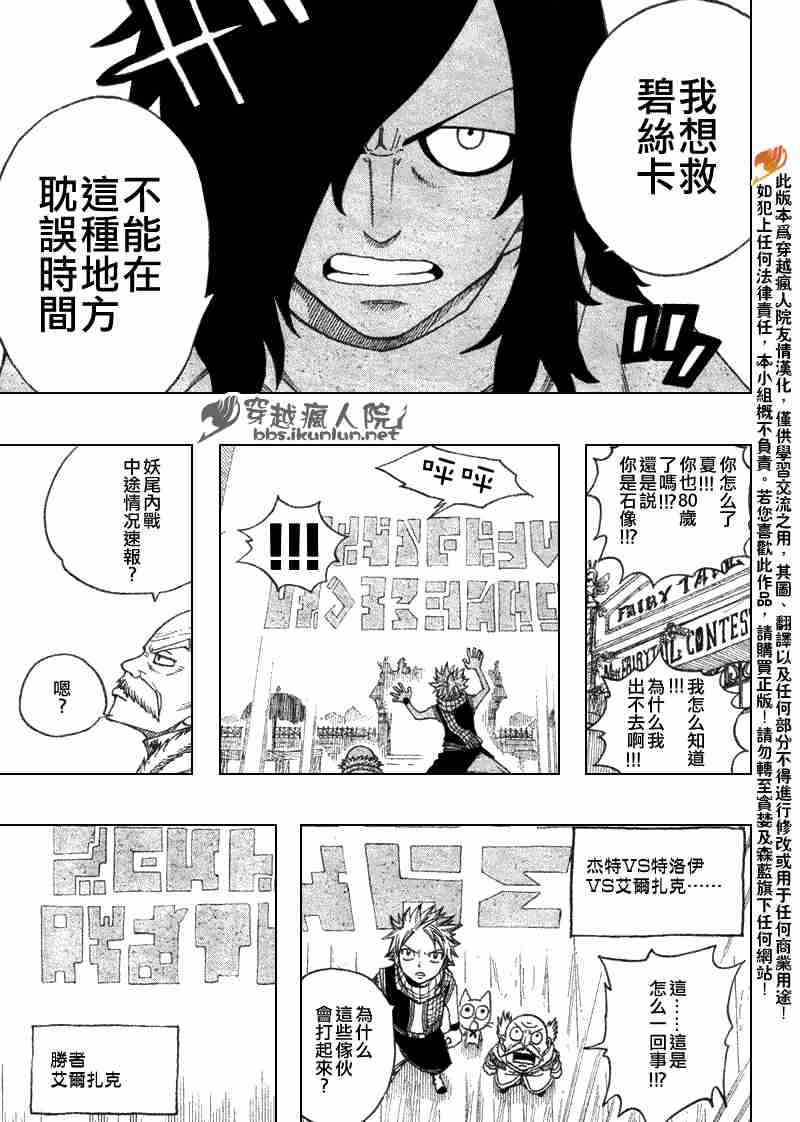 我想救
碧絲卡
不能在
這種地方
耽誤時間
穿越瘋人院
bbs.ikunlun.net
你怎么了
夏!!!
你也80歲
了嗎!!?
還是說
你是石像
!!?
FAIRY TAIL
CONTEST
我怎么知道
!!!
為什么我
出不去啊!!!
呯呯
!!!
妖尾內戰
中途情况速報?
嗯?
杰特VS特洛伊
VS艾爾扎克……
這……這是
怎么一回事
!!?
為什么
這些傢伙
會打起來?
勝者
艾爾扎克
此版本爲穿越瘋人院友情漢化，僅供學習交流之用，其圖、翻譯以及任何部分不得進行修改或用于任何商業用途！
如犯上任何法律責任，本小組概不負責。若您喜歡此作品，請購買正版！請勿轉至貪婪及森藍旗下任何網站！